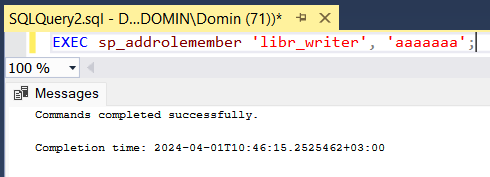 SQLQuery2.sql - D...DOMIN\Domin (71))*
EXEC sp_addrolemember 'libr_writer', 'aaaaaaa';
100 %
Messages
Commands completed successfully.
Completion time: 2024-04-01T10:46:15.2525462+03:00